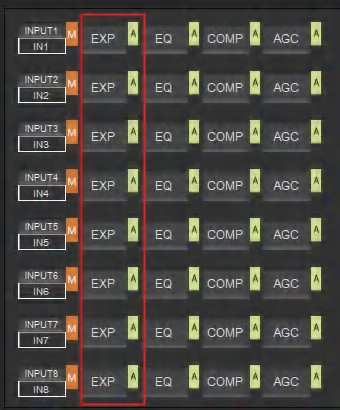 INPUT1 M EXP A EQ A COMP A AGC A
IN1
INPUT2 M EXP A EQ A COMP A AGC A
IN2
INPUT3 M EXP A EQ A COMP A AGC A
IN3
INPUT4 M EXP A EQ A COMP A AGC A
IN4
INPUT5 M EXP A EQ A COMP A AGC A
IN5
INPUT6 M EXP A EQ A COMP A AGC A
IN6
INPUT7 M EXP A EQ A COMP A AGC A
IN7
INPUT8 M EXP A EQ A COMP A AGC A
IN8